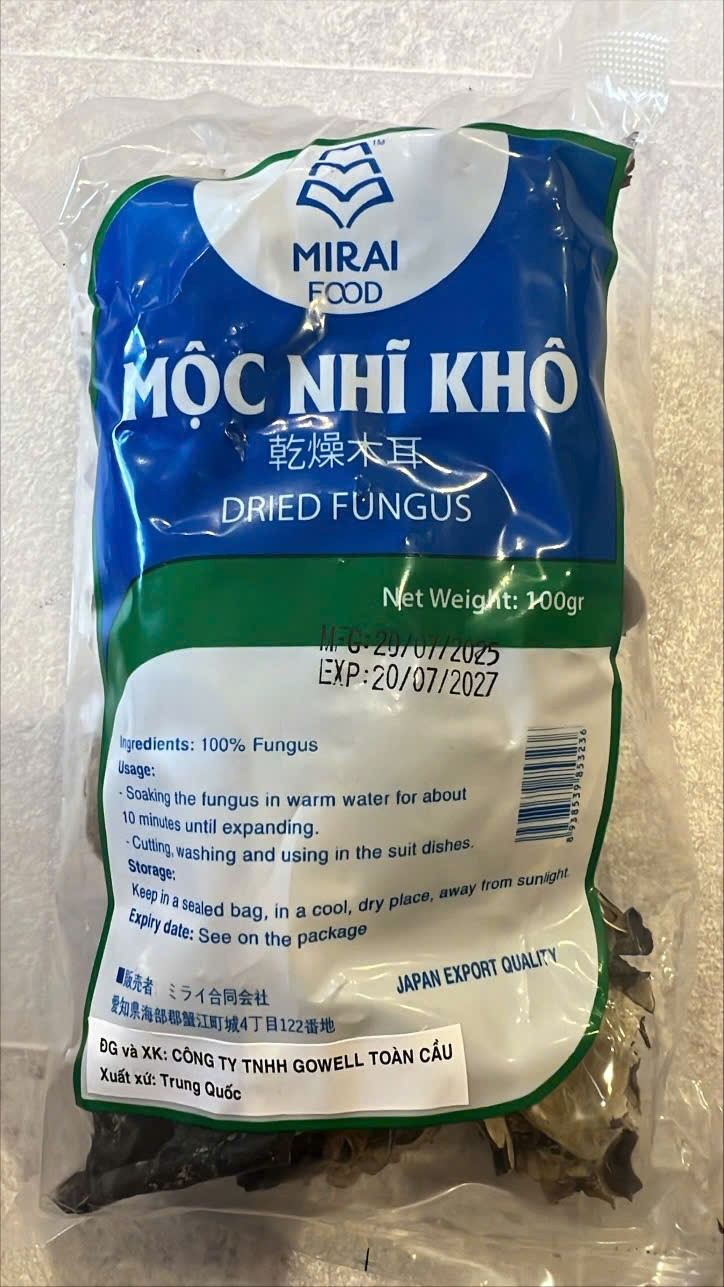 TM
MIRAI
FOOD
MỘC NHĨ KHÔ
乾燥木耳
DRIED FUNGUS
Net Weight: 100gr
MFG:20/07/2025
EXP:20/07/2027
Ingredients: 100% Fungus
Usage:
- Soaking the fungus in warm water for about
10 minutes until expanding.
- Cutting, washing and using in the suit dishes.
Storage:
Keep in a sealed bag, in a cool, dry place, away from sunlight.
Expiry date: See on the package
8 938539 853236
JAPAN EXPORT QUALITY
■販売者 ミライ合同会社
愛知県海部郡蟹江町城4丁目122番地
ĐG và XK: CÔNG TY TNHH GOWELL TOÀN CẦU
Xuất xứ: Trung Quốc